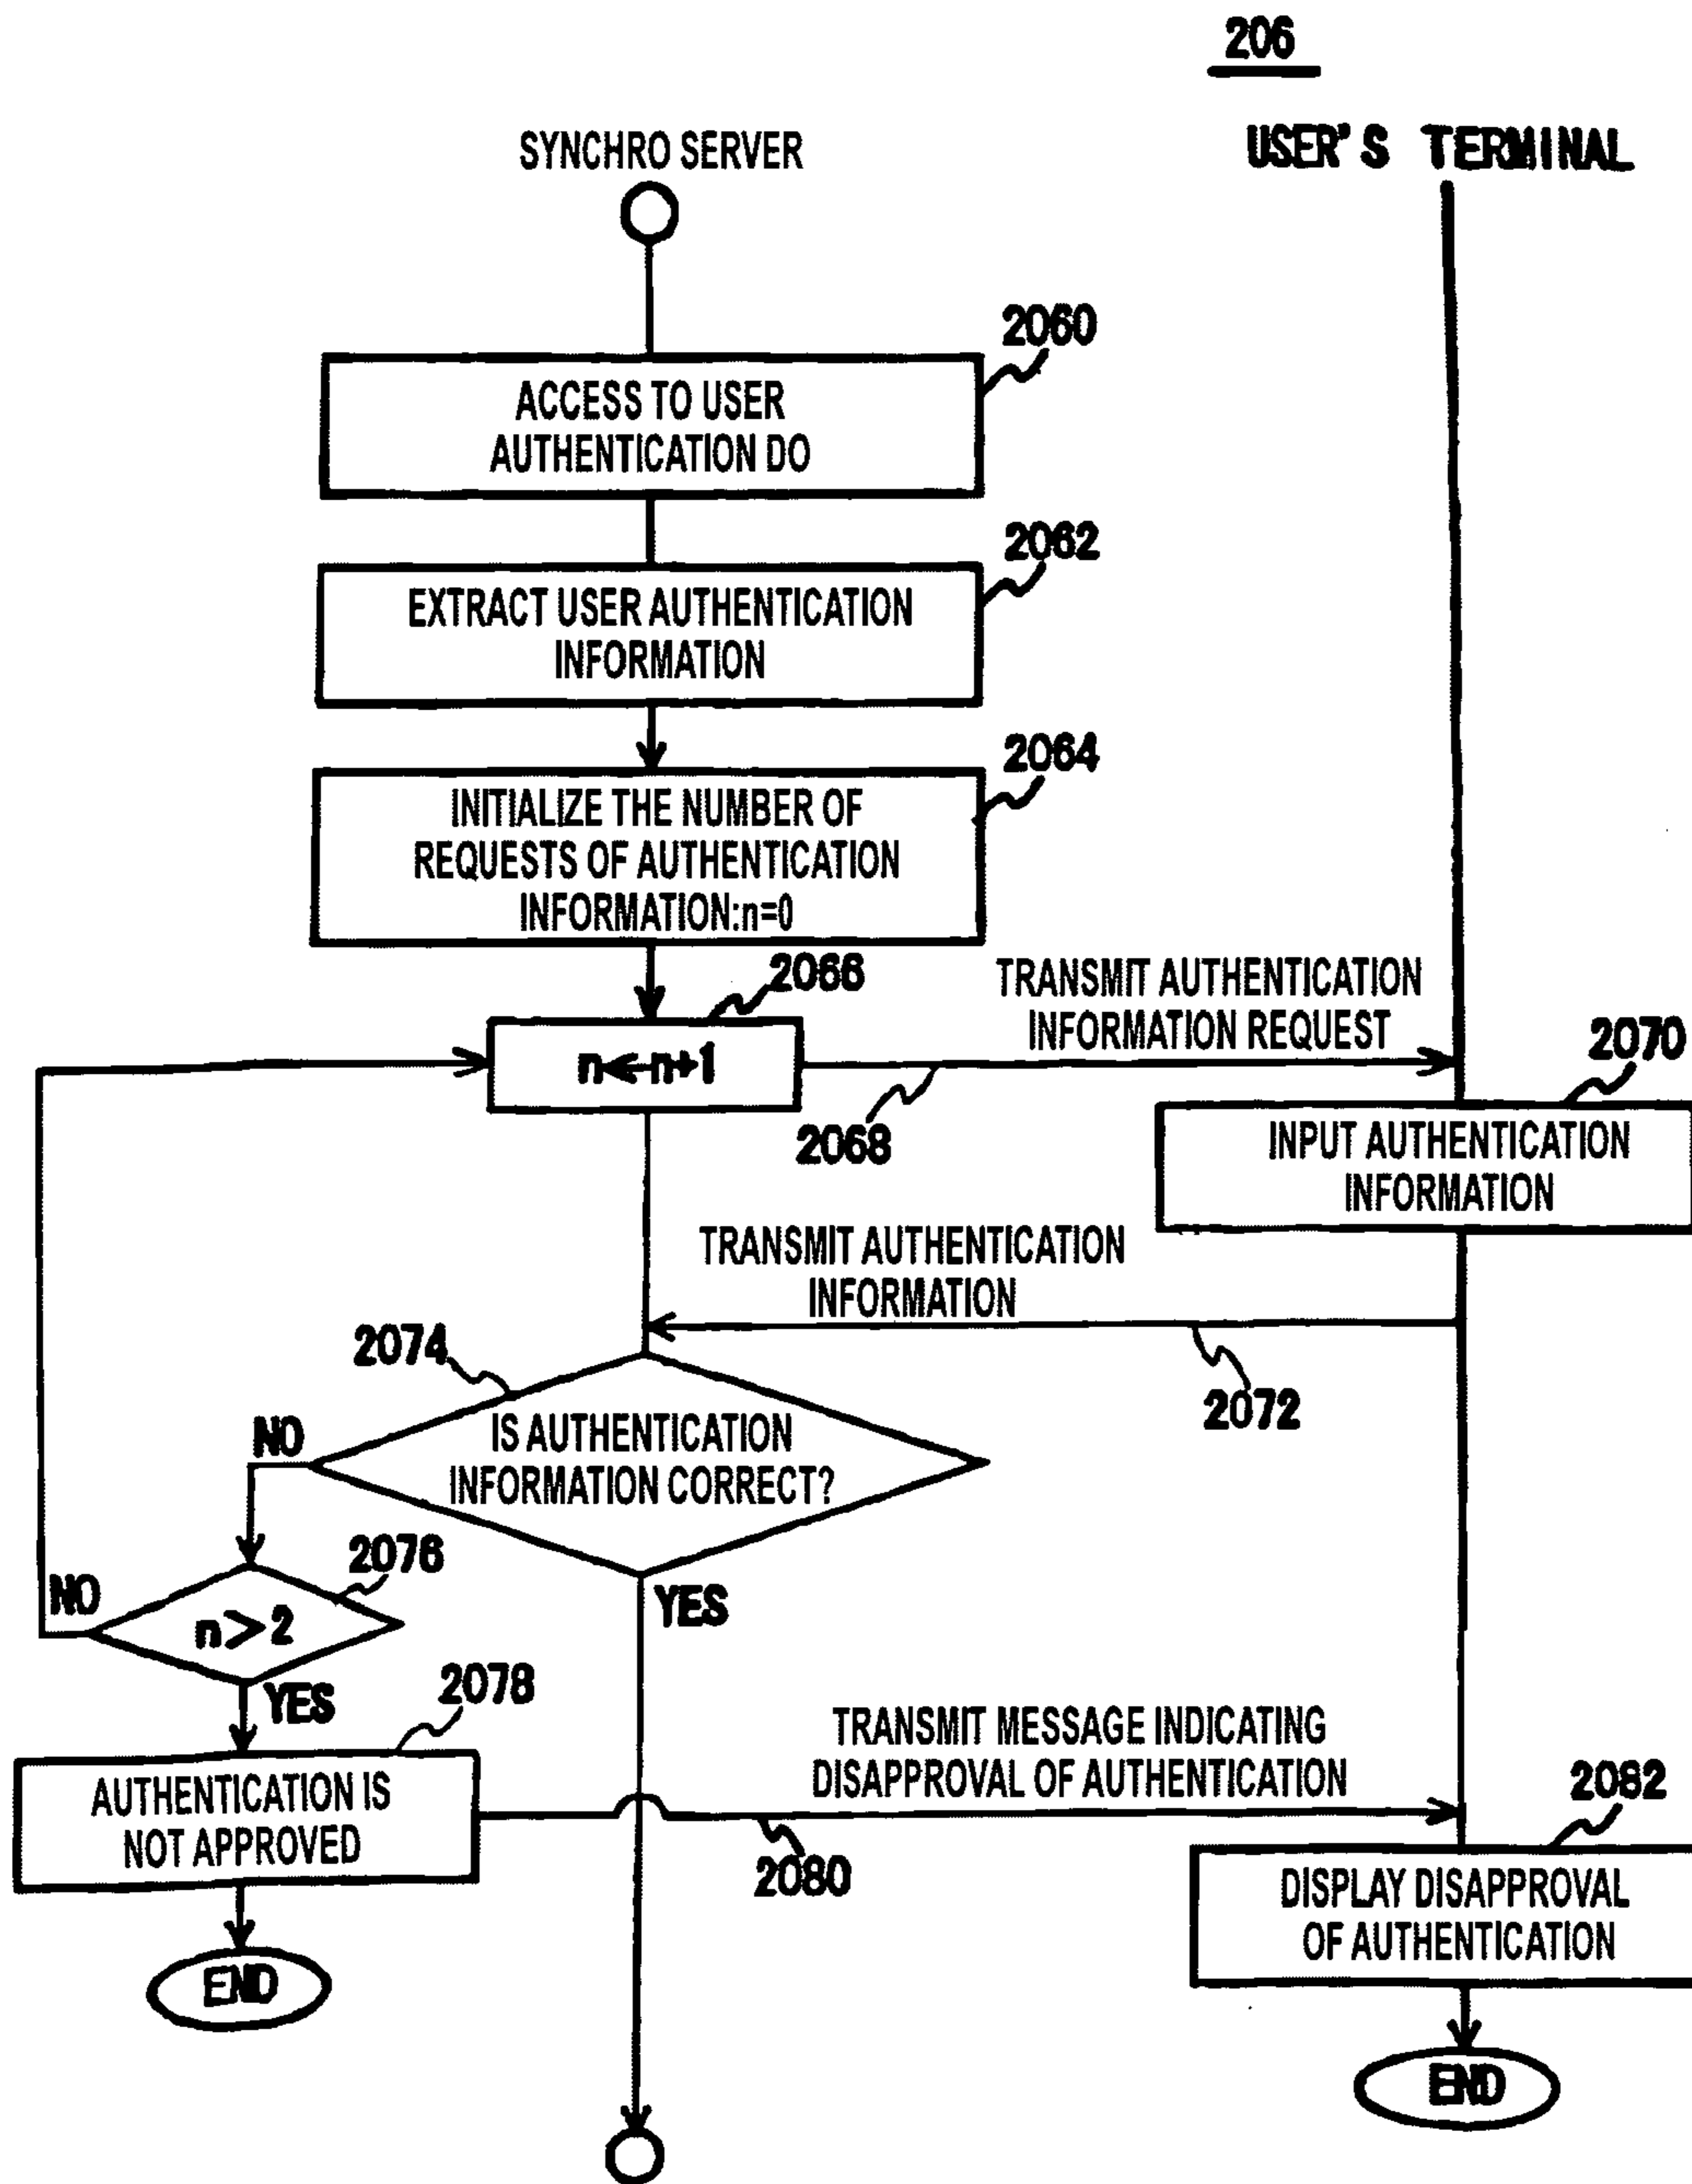 206
SYNCHRO SERVER
USER'S TERMINAL
2060
ACCESS TO USER
AUTHENTICATION DO
2062
EXTRACT USER AUTHENTICATION
INFORMATION
2064
INITIALIZE THE NUMBER OF
REQUESTS OF AUTHENTICATION
INFORMATION:n=0
2066
n←n+1
TRANSMIT AUTHENTICATION
INFORMATION REQUEST
2068
2070
INPUT AUTHENTICATION
INFORMATION
TRANSMIT AUTHENTICATION
INFORMATION
2072
2074
IS AUTHENTICATION
INFORMATION CORRECT?
NO
YES
2076
n>2
NO
YES
2078
AUTHENTICATION IS
NOT APPROVED
TRANSMIT MESSAGE INDICATING
DISAPPROVAL OF AUTHENTICATION
2080
2082
DISPLAY DISAPPROVAL
OF AUTHENTICATION
END
END